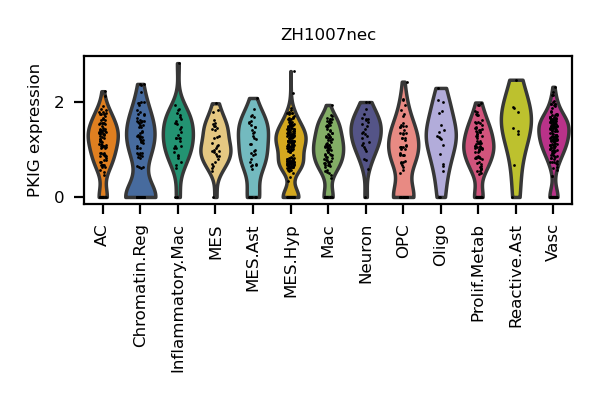 ZH1007nec
PKIG expression
2
0
AC
Chromatin.Reg
Inflammatory.Mac
MES
MES.Ast
MES.Hyp
Mac
Neuron
OPC
Oligo
Prolif.Metab
Reactive.Ast
Vasc